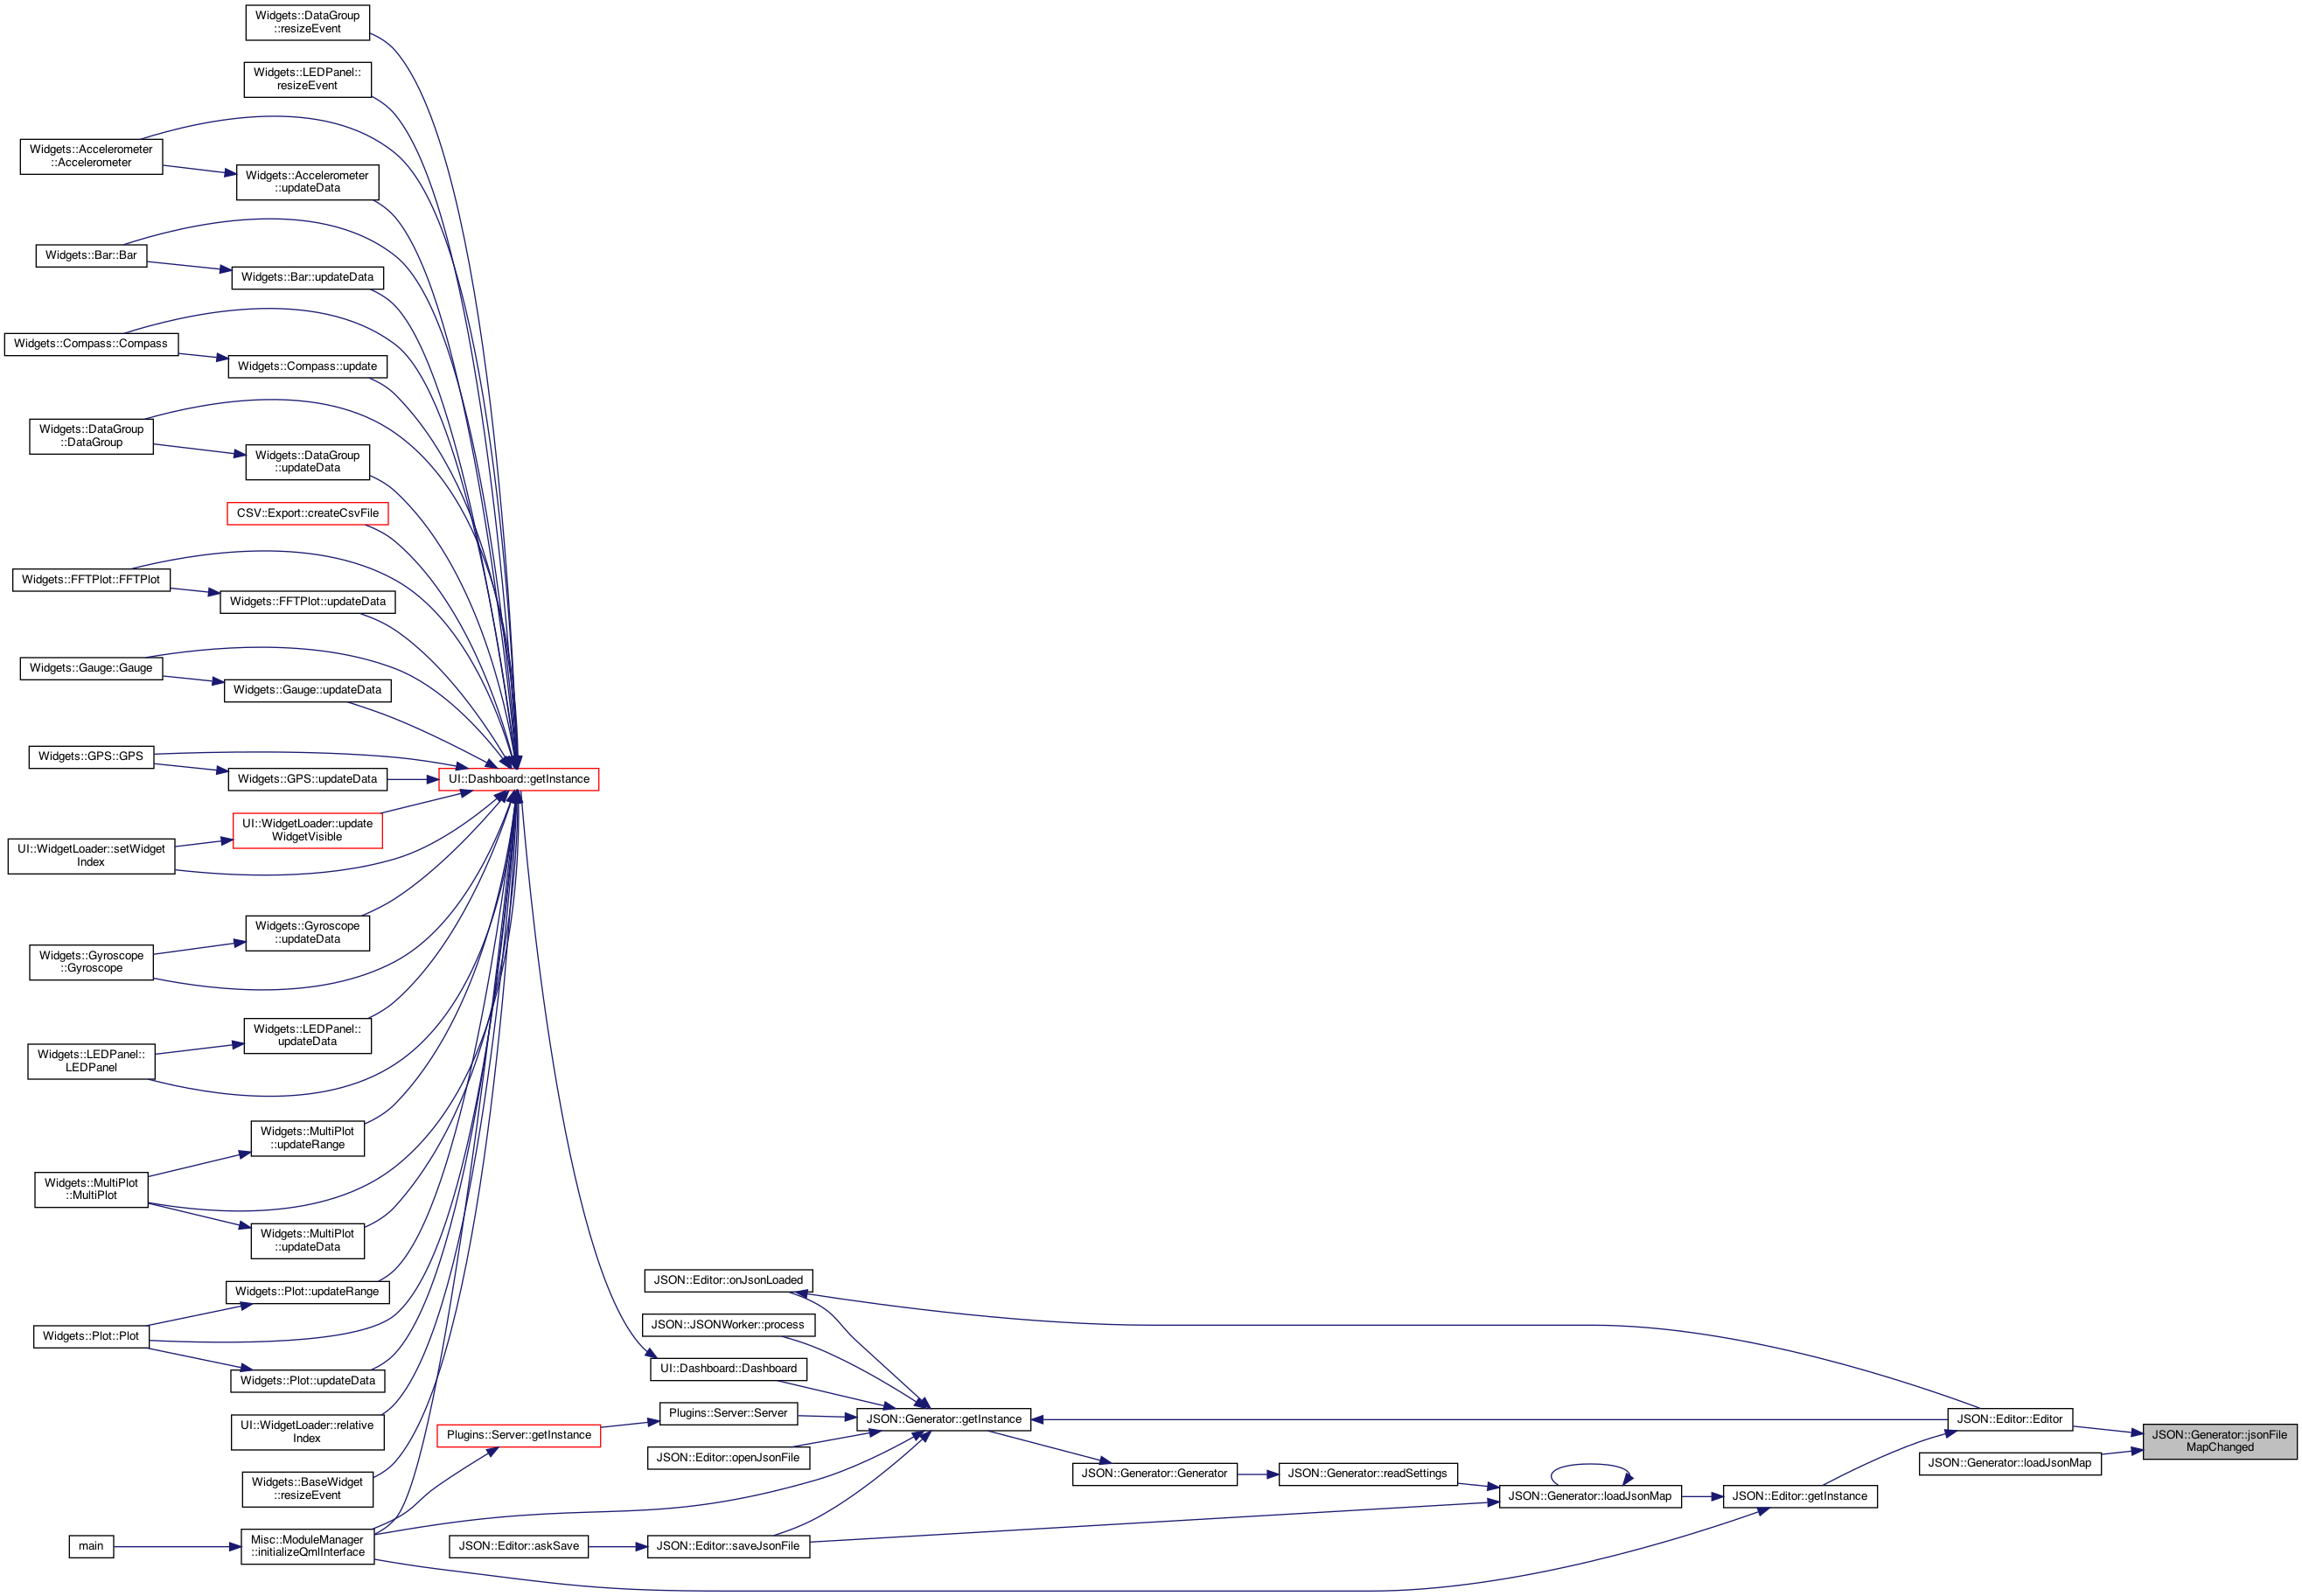 Widgets::DataGroup
::resizeEvent
Widgets::LEDPanel::
resizeEvent
Widgets::Accelerometer
::Accelerometer
Widgets::Accelerometer
::updateData
Widgets::Bar::Bar
Widgets::Bar::updateData
Widgets::Compass::Compass
Widgets::Compass::update
Widgets::DataGroup
::DataGroup
Widgets::DataGroup
::updateData
CSV::Export::createCsvFile
Widgets::FFTPlot::FFTPlot
Widgets::FFTPlot::updateData
Widgets::Gauge::Gauge
Widgets::Gauge::updateData
Widgets::GPS::GPS
Widgets::GPS::updateData
UI::Dashboard::getInstance
UI::WidgetLoader::update
WidgetVisible
UI::WidgetLoader::setWidget
Index
Widgets::Gyroscope
::updateData
Widgets::Gyroscope
::Gyroscope
Widgets::LEDPanel::
updateData
Widgets::LEDPanel::
LEDPanel
Widgets::MultiPlot
::updateRange
Widgets::MultiPlot
::MultiPlot
Widgets::MultiPlot
::updateData
Widgets::Plot::updateRange
Widgets::Plot::Plot
Widgets::Plot::updateData
UI::WidgetLoader::relative
Index
Widgets::BaseWidget
::resizeEvent
main
Misc::ModuleManager
::initializeQmlInterface
JSON::Editor::onJsonLoaded
JSON::JSONWorker::process
UI::Dashboard::Dashboard
Plugins::Server::Server
Plugins::Server::getInstance
JSON::Editor::openJsonFile
JSON::Editor::askSave
JSON::Editor::saveJsonFile
JSON::Generator::getInstance
JSON::Generator::Generator
JSON::Generator::readSettings
JSON::Generator::loadJsonMap
JSON::Editor::getInstance
JSON::Editor::Editor
JSON::Generator::loadJsonMap
JSON::Generator::jsonFile
MapChanged